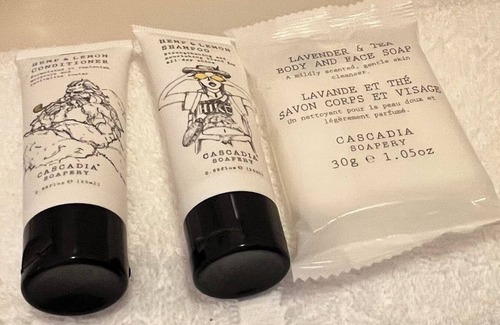 HEMP & LEMON
CONDITIONER
CASCADIA
SOAPERY
HEMP & LEMON
SHAMPOO
CASCADIA
SOAPERY
LAVENDER & TEA
BODY AND FACE SOAP
A mildly scented, gentle skin
cleanser.
LAVANDE ET THÉ
SAVON CORPS ET VISAGE
Un nettoyant pour la peau doux et
légèrement parfumé.
CASCADIA
SOAPERY
30g e 1.05oz